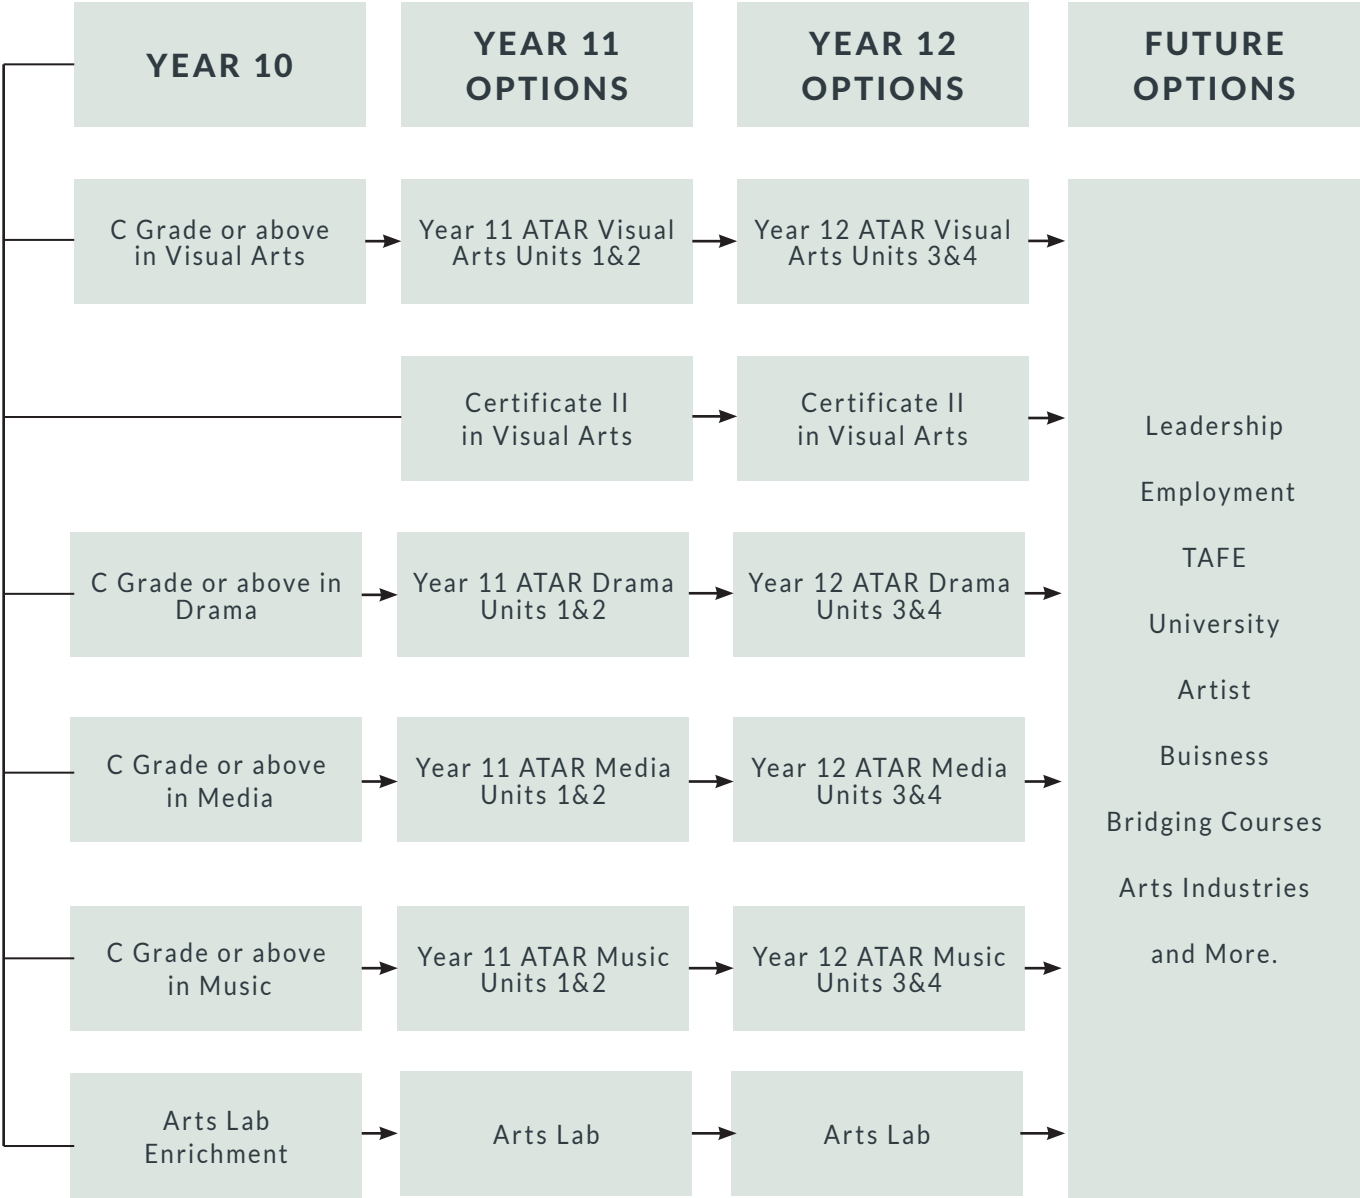 YEAR 10
YEAR 11
OPTIONS
YEAR 12
OPTIONS
FUTURE
OPTIONS
C Grade or above
in Visual Arts
Year 11 ATAR Visual
Arts Units 1&2
Year 12 ATAR Visual
Arts Units 3&4
Certificate II
in Visual Arts
Certificate II
in Visual Arts
C Grade or above in
Drama
Year 11 ATAR Drama
Units 1&2
Year 12 ATAR Drama
Units 3&4
C Grade or above
in Media
Year 11 ATAR Media
Units 1&2
Year 12 ATAR Media
Units 3&4
C Grade or above
in Music
Year 11 ATAR Music
Units 1&2
Year 12 ATAR Music
Units 3&4
Arts Lab
Enrichment
Arts Lab
Arts Lab
Leadership
Employment
TAFE
University
Artist
Buisness
Bridging Courses
Arts Industries
and More.